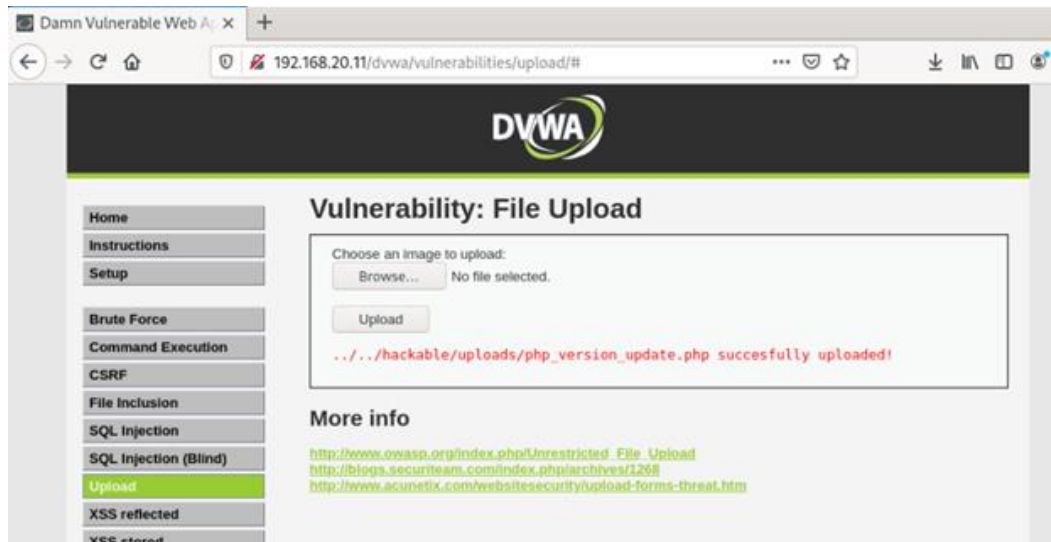 Damn Vulnerable Web Ap
192.168.20.11/dvwa/vulnerabilities/upload/#
DVWA
Home
Instructions
Setup
Brute Force
Command Execution
CSRF
File Inclusion
SQL Injection
SQL Injection (Blind)
Upload
XSS reflected
XSS stored
Vulnerability: File Upload
Choose an image to upload:
Browse... No file selected.
Upload
../../hackable/uploads/php_version_update.php succesfully uploaded!
More info
http://www.owasp.org/index.php/Unrestricted_File_Upload
http://blogs.securiteam.com/index.php/archives/1268
http://www.acunetix.com/websitesecurity/upload-forms-threat.htm